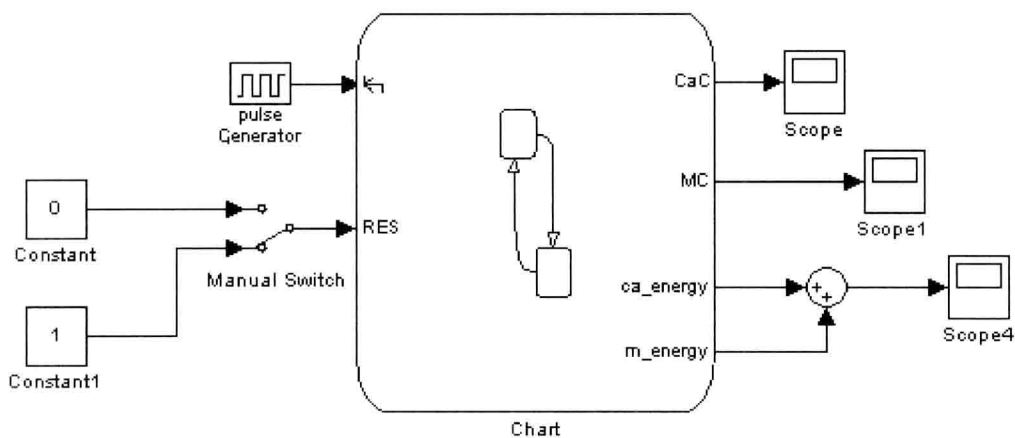 CaC
Scope
pulse
Generator
MC
Scope1
0
Constant
RES
Manual Switch
ca_energy
+
+
Scope4
1
Constant1
m_energy
Chart